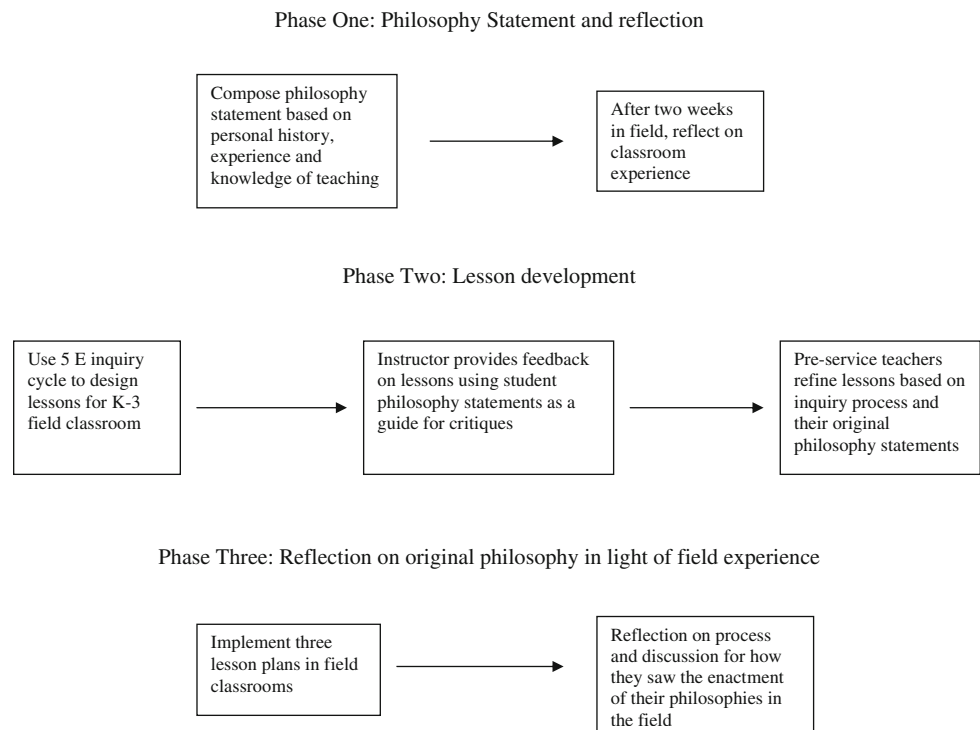 Phase One: Philosophy Statement and reflection
Compose philosophy
statement based on
personal history,
experience and
knowledge of teaching
After two weeks
in field, reflect on
classroom
experience
Phase Two: Lesson development
Use 5 E inquiry
cycle to design
lessons for K-3
field classroom
Instructor provides feedback
on lessons using student
philosophy statements as a
guide for critiques
Pre-service teachers
refine lessons based on
inquiry process and
their original
philosophy statements
Phase Three: Reflection on original philosophy in light of field experience
Implement three
lesson plans in field
classrooms
Reflection on process
and discussion for how
they saw the enactment
of their philosophies in
the field